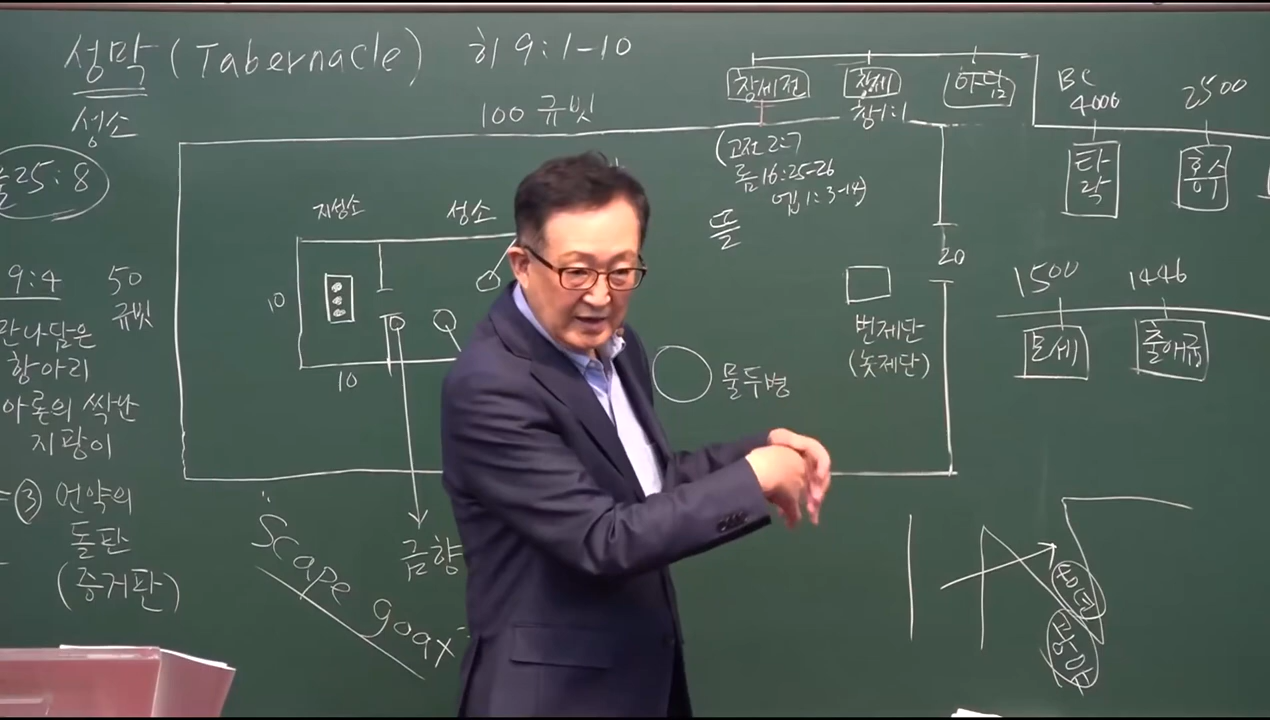 성막 (Tabernacle) 히 9:1-10
성소
25:8
100 규빗
창세전
창세
창1:1
아담
BC
4000
2500
타락
홍수
(고전 2:7
롬 16:25-26
엡 1:3-14)
뜰
지성소
성소
9:4
50
규빗
만나 담은
항아리
아론의 싹난
지팡이
=③ 언약의
돌판
(증거판)
10
10
20
1500
1446
모세
출애굽
번제단
(놋제단)
물두멍
금향
"Scape goat